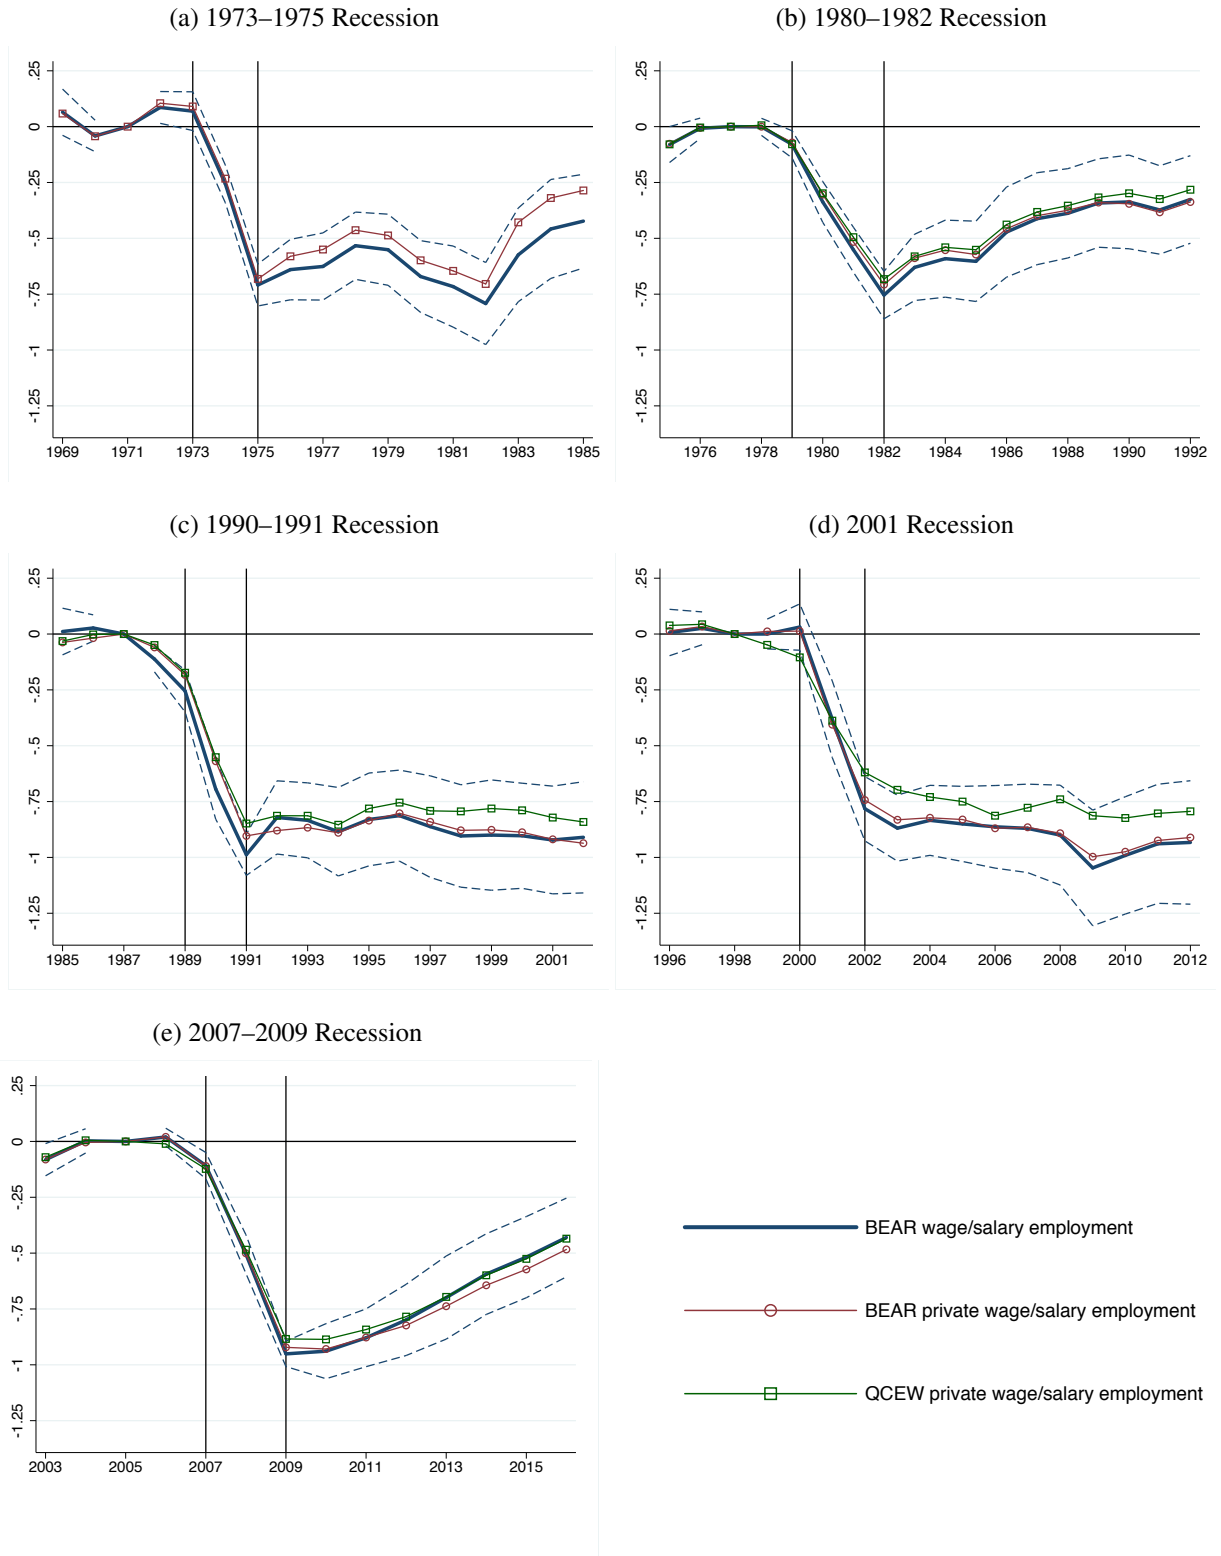 (a) 1973–1975 Recession
.25
0
-.25
-.5
-.75
-1
-1.25
1969 1971 1973 1975 1977 1979 1981 1983 1985
(b) 1980–1982 Recession
.25
0
-.25
-.5
-.75
-1
-1.25
1976 1978 1980 1982 1984 1986 1988 1990 1992
(c) 1990–1991 Recession
.25
0
-.25
-.5
-.75
-1
-1.25
1985 1987 1989 1991 1993 1995 1997 1999 2001
(d) 2001 Recession
.25
0
-.25
-.5
-.75
-1
-1.25
1996 1998 2000 2002 2004 2006 2008 2010 2012
(e) 2007–2009 Recession
.25
0
-.25
-.5
-.75
-1
-1.25
2003 2005 2007 2009 2011 2013 2015
BEAR wage/salary employment
BEAR private wage/salary employment
QCEW private wage/salary employment